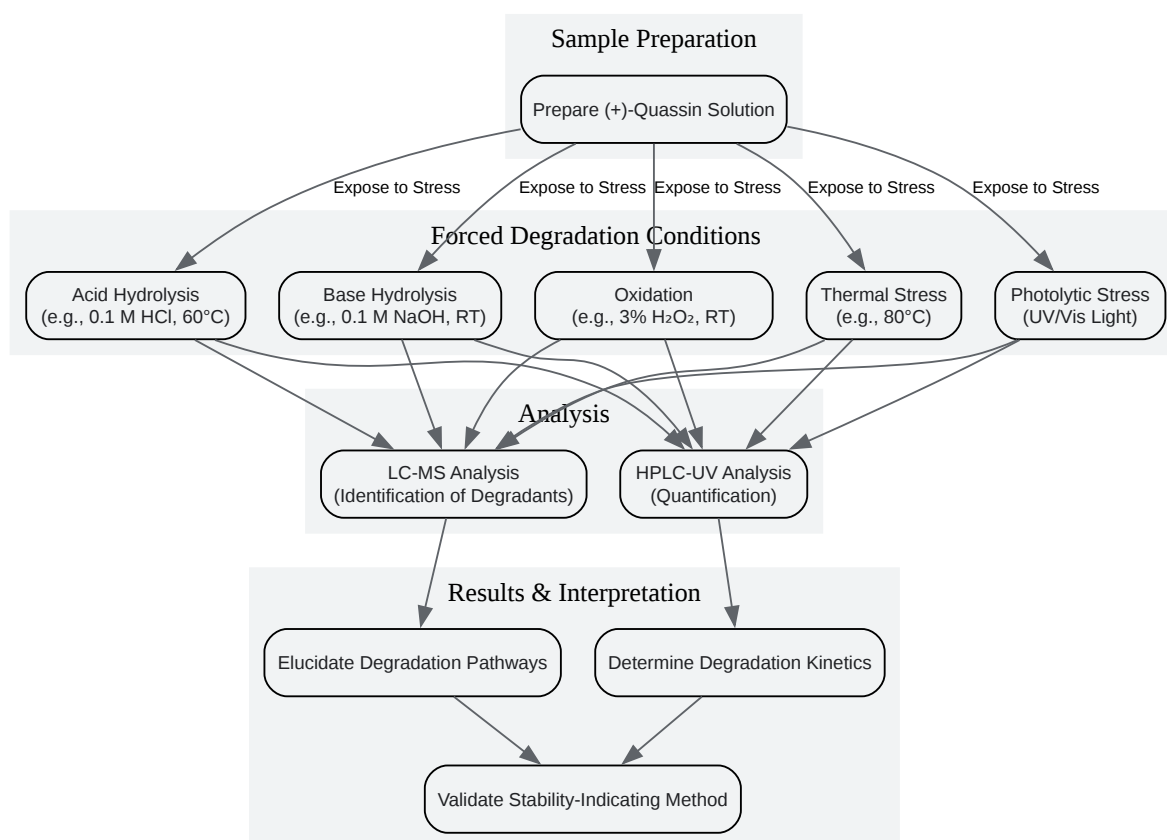 Sample Preparation
Prepare (+)-Quassin Solution
Expose to Stress
Expose to Stress
Expose to Stress
Expose to Stress
Expose to Stress
Forced Degradation Conditions
Acid Hydrolysis
(e.g., 0.1 M HCl, 60°C)
Base Hydrolysis
(e.g., 0.1 M NaOH, RT)
Oxidation
(e.g., 3% H₂O₂, RT)
Thermal Stress
(e.g., 80°C)
Photolytic Stress
(UV/Vis Light)
Analysis
LC-MS Analysis
(Identification of Degradants)
HPLC-UV Analysis
(Quantification)
Results & Interpretation
Elucidate Degradation Pathways
Determine Degradation Kinetics
Validate Stability-Indicating Method